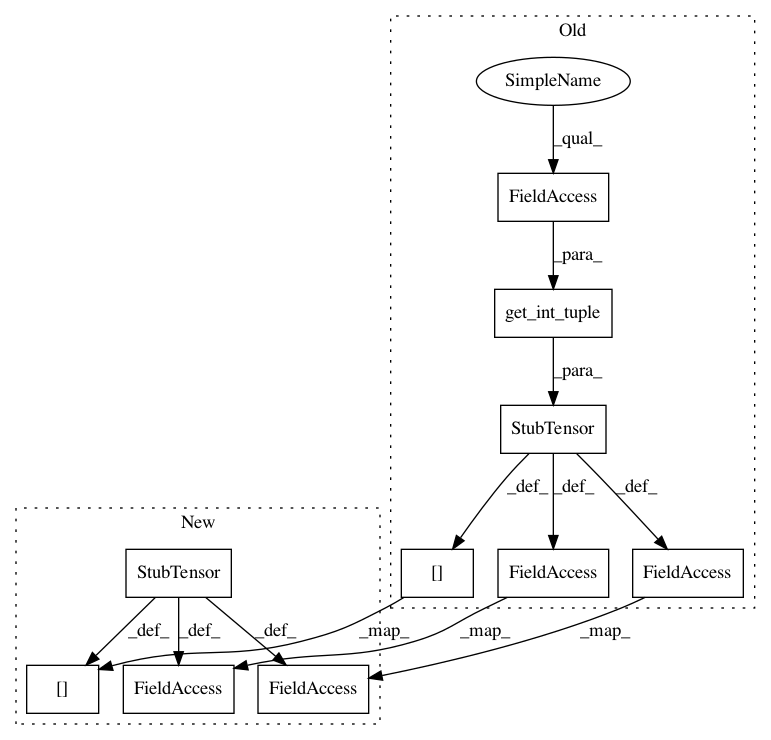 Old
SimpleName
_qual_
FieldAccess
_para_
get_int_tuple
_para_
StubTensor
_def_ _def_ _def_
New
StubTensor
[] FieldAccess FieldAccess
_def_ _def_ _def_ _map_ _map_ _map_
[] FieldAccess FieldAccess